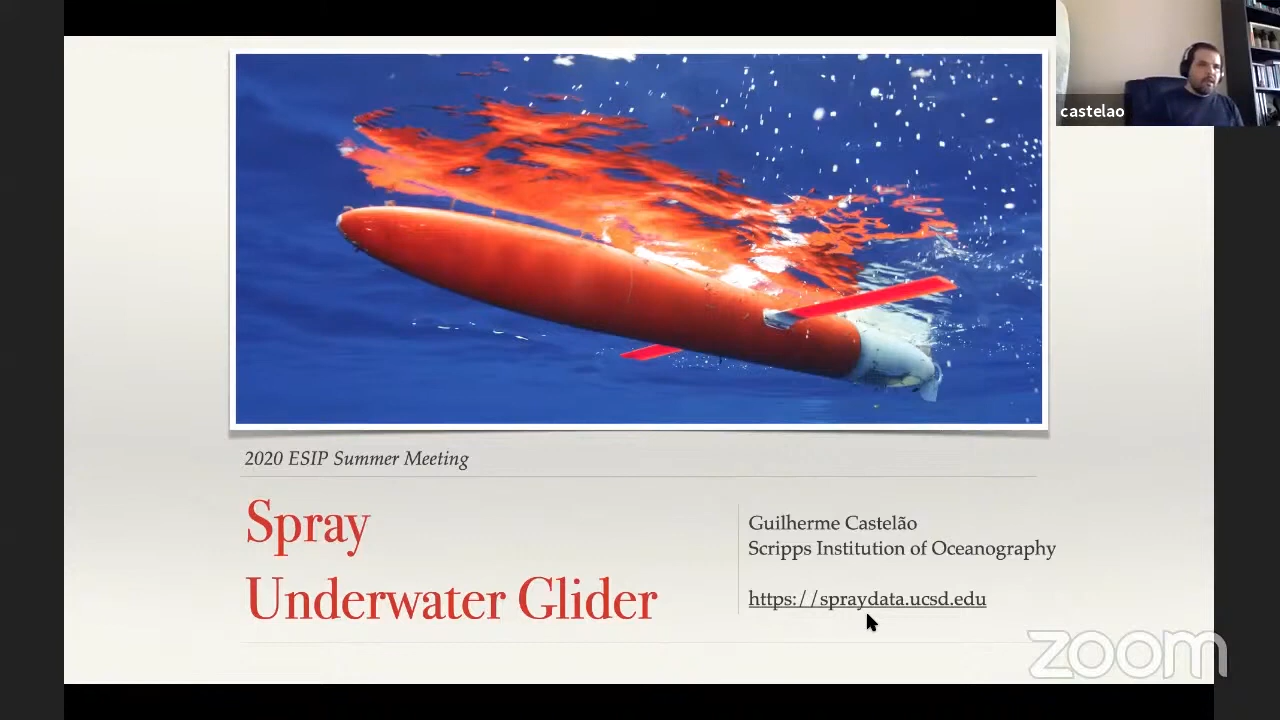 castelao
2020 ESIP Summer Meeting
Spray
Underwater Glider
Guilherme Castelão
Scripps Institution of Oceanography
https://spraydata.ucsd.edu
zoom